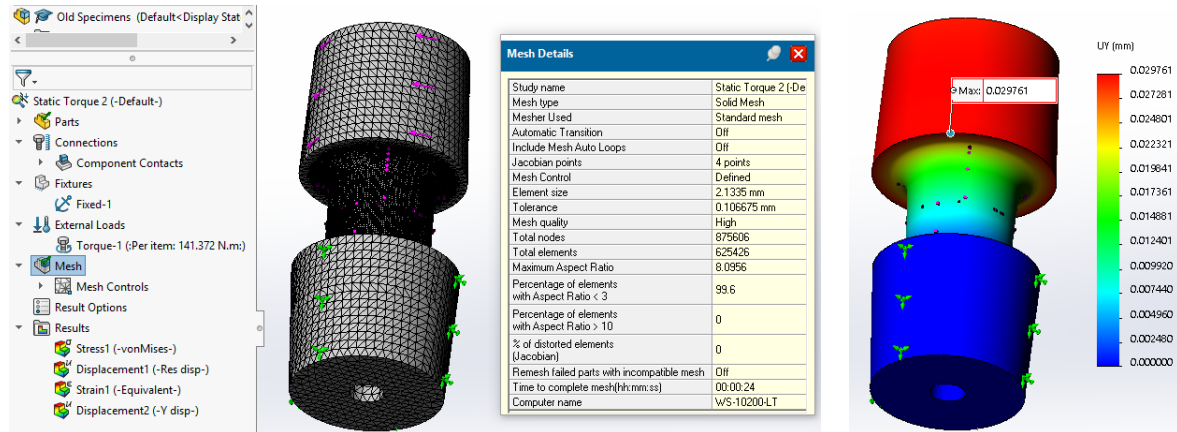 Old Specimens (Default<Display Stat
Static Torque 2 (-Default-)
Parts
Connections
Component Contacts
Fixtures
Fixed-1
External Loads
Torque-1 (:Per item: 141.372 N.m:)
Mesh
Mesh Controls
Result Options
Results
Stress1 (-vonMises-)
Displacement1 (-Res disp-)
Strain1 (-Equivalent-)
Displacement2 (-Y disp-)
Mesh Details
Study name Static Torque 2 (-De
Mesh type Solid Mesh
Mesher Used Standard mesh
Automatic Transition Off
Include Mesh Auto Loops Off
Jacobian points 4 points
Mesh Control Defined
Element size 2.1335 mm
Tolerance 0.106675 mm
Mesh quality High
Total nodes 875606
Total elements 625426
Maximum Aspect Ratio 8.0956
Percentage of elements
with Aspect Ratio < 3 99.6
Percentage of elements
with Aspect Ratio > 10 0
% of distorted elements
(Jacobian) 0
Remesh failed parts with incompatible mesh Off
Time to complete mesh(hh:mm:ss) 00:00:24
Computer name WS-10200-LT
Max: 0.029761
UY (mm)
0.029761
0.027281
0.024801
0.022321
0.019841
0.017361
0.014881
0.012401
0.009920
0.007440
0.004960
0.002480
0.000000